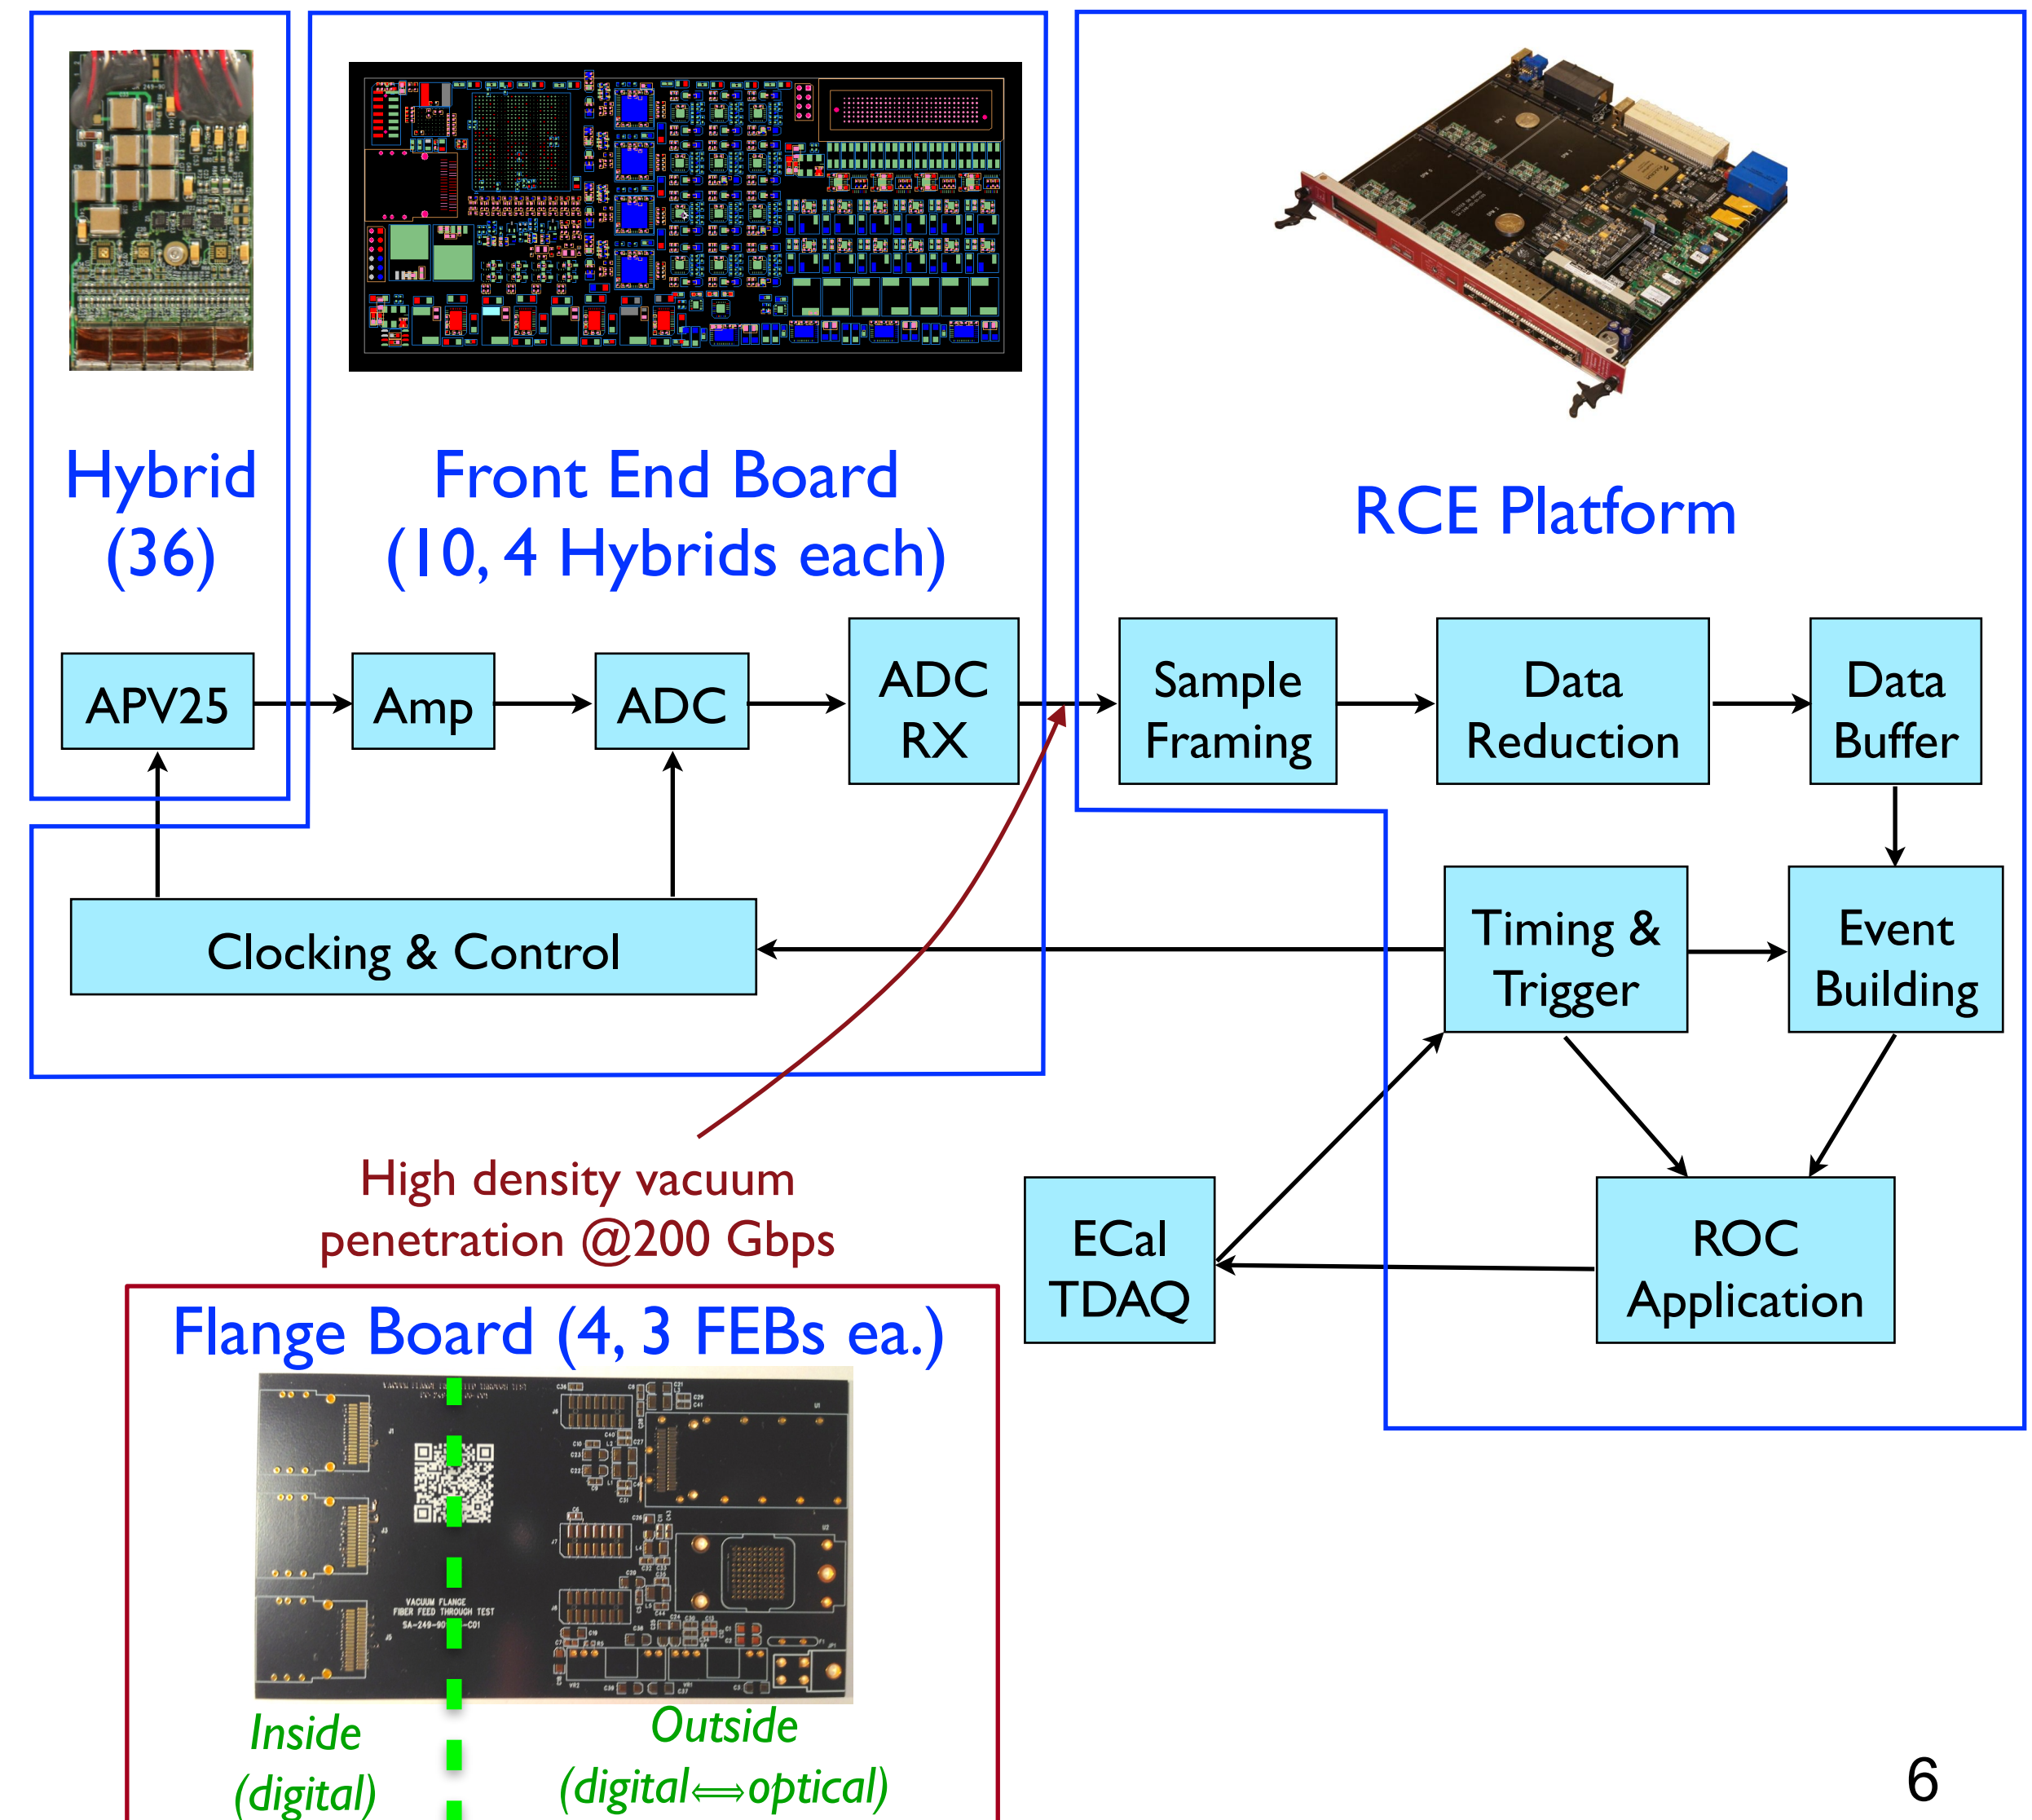 Hybrid
(36)
Front End Board
(10, 4 Hybrids each)
RCE Platform
APV25
Amp
ADC
ADC
RX
Sample
Framing
Data
Reduction
Data
Buffer
Clocking & Control
Timing &
Trigger
Event
Building
High density vacuum
penetration @200 Gbps
ECal
TDAQ
ROC
Application
Flange Board (4, 3 FEBs ea.)
VACUUM FLANGE
FIBER FEED THROUGH TEST
Inside
(digital)
Outside
(digital⟺optical)
6